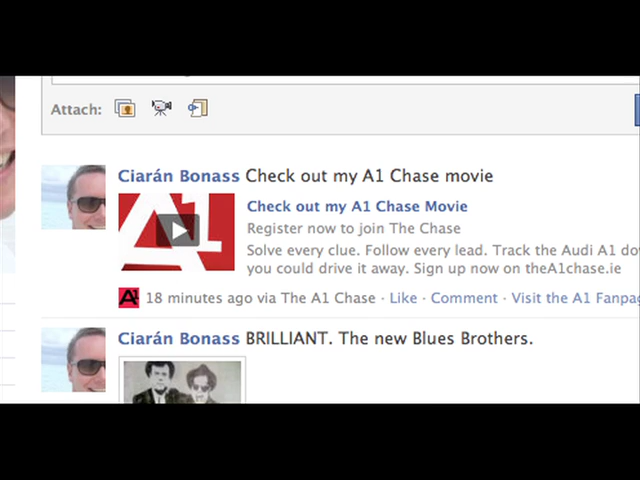 Attach:
Ciarán Bonass Check out my A1 Chase movie
A1
Check out my A1 Chase Movie
Register now to join The Chase
Solve every clue. Follow every lead. Track the Audi A1
you could drive it away. Sign up now on theA1chase.ie
A1 18 minutes ago via The A1 Chase · Like · Comment · Visit the A1
Ciarán Bonass BRILLIANT. The new Blues Brothers.